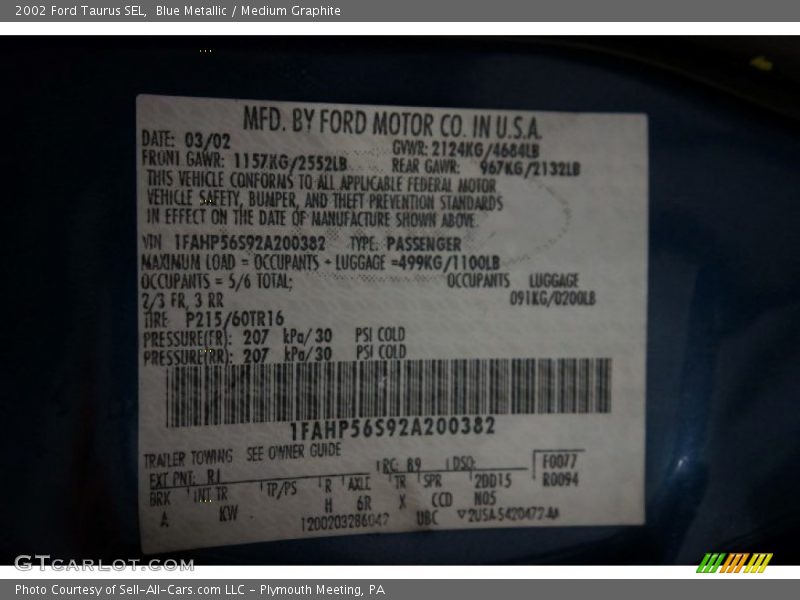 2002 Ford Taurus SEL,  Blue Metallic / Medium Graphite
MFD. BY FORD MOTOR CO. IN U.S.A.
DATE: 03/02 GVWR: 2124KG/4684LB
FRONT GAWR: 1157KG/2552LB REAR GAWR: 967KG/2132LB
THIS VEHICLE CONFORMS TO ALL APPLICABLE FEDERAL MOTOR
VEHICLE SAFETY, BUMPER, AND THEFT PREVENTION STANDARDS
IN EFFECT ON THE DATE OF MANUFACTURE SHOWN ABOVE.
VIN 1FAHP56S92A200382 TYPE: PASSENGER
MAXIMUM LOAD = OCCUPANTS + LUGGAGE =499KG/1100LB
OCCUPANTS = 5/6 TOTAL; OCCUPANTS LUGGAGE
2/3 FR, 3 RR 091KG/0200LB
TIRE P215/60TR16
PRESSURE(FR): 207 kPa/30 PSI COLD
PRESSURE(RR): 207 kPa/30 PSI COLD
1FAHP56S92A200382
TRAILER TOWING SEE OWNER GUIDE
EXT PNT: RC: B9 DSO: F0077
R0094
BRK INT TR TP/PS R AXLE TR SPR 20D15
A KW H 6R X CCD N05
1200203286047 UBC
GTCarLot.com
Photo Courtesy of Sell-All-Cars.com LLC - Plymouth Meeting, PA